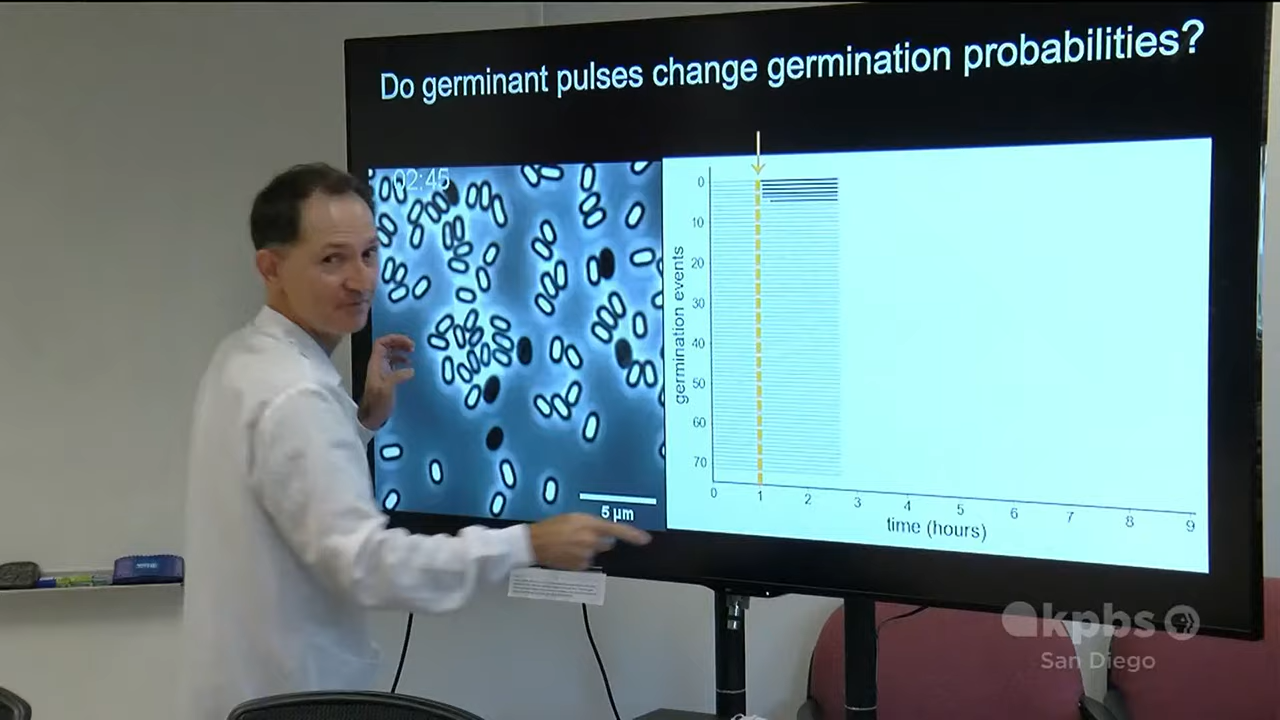 Do germinant pulses change germination probabilities?
02:45
5 µm
germination events
0
10
20
30
40
50
60
70
0 1 2 3 4 5 6 7 8 9
time (hours)
kpbs PBS
San Diego